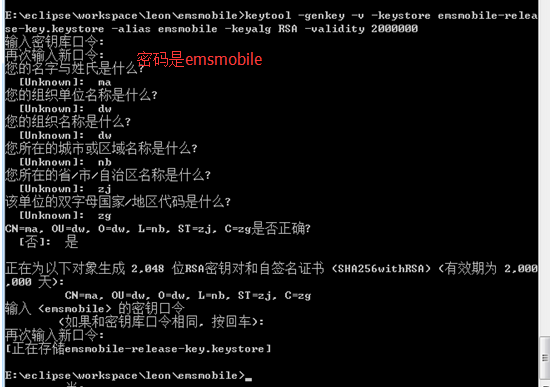 E:\eclipse\workspace\leon\emsmobile>keytool -genkey -v -keystore emsmobile-relea
se-key.keystore -alias emsmobile -keyalg RSA -validity 2000000
输入密钥库口令:
再次输入新口令:
密码是emsmobile
您的名字与姓氏是什么?
[Unknown]:  ma
您的组织单位名称是什么?
[Unknown]:  dw
您的组织名称是什么?
[Unknown]:  dw
您所在的城市或区域名称是什么?
[Unknown]:  nb
您所在的省/市/自治区名称是什么?
[Unknown]:  zj
该单位的双字母国家/地区代码是什么?
[Unknown]:  zg
CN=ma, OU=dw, O=dw, L=nb, ST=zj, C=zg是否正确?
[否]:  是
正在为以下对象生成 2,048 位RSA密钥对和自签名证书 (SHA256withRSA) (有效期为 2,000
,000 天):
CN=ma, OU=dw, O=dw, L=nb, ST=zj, C=zg
输入 <emsmobile> 的密钥口令
(如果和密钥库口令相同, 按回车):
再次输入新口令:
[正在存储emsmobile-release-key.keystore]
E:\eclipse\workspace\leon\emsmobile>_